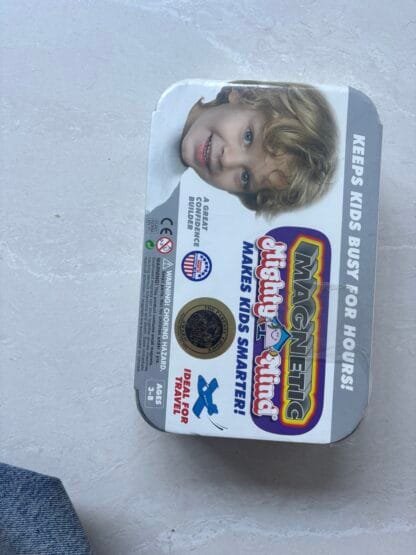 KEEPS KIDS BUSY FOR HOURS!
MAGNETIC
Mighty Mind
MAKES KIDS SMARTER!
A GREAT
CONFIDENCE
BUILDER
IDEAL FOR
TRAVEL
CE
WARNING: CHOKING HAZARD.
AGES
3-8